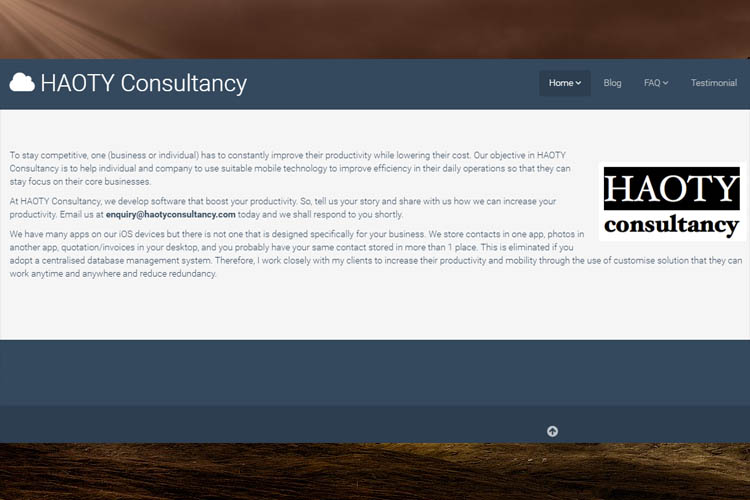 HAOTY Consultancy
Home
Blog
FAQ
Testimonial
To stay competitive, one (business or individual) has to constantly improve their productivity while lowering their cost. Our objective in HAOTY
Consultancy is to help individual and company to use suitable mobile technology to improve efficiency in their daily operations so that they can
stay focus on their core businesses.
At HAOTY Consultancy, we develop software that boost your productivity. So, tell us your story and share with us how we can increase your
productivity. Email us at enquiry@haotyconsultancy.com today and we shall respond to you shortly.
We have many apps on our iOS devices but there is not one that is designed specifically for your business. We store contacts in one app, photos in
another app, quotation/invoices in your desktop, and you probably have your same contact stored in more than 1 place. This is eliminated if you
adopt a centralised database management system. Therefore, I work closely with my clients to increase their productivity and mobility through the use of customise solution that they can
work anytime and anywhere and reduce redundancy.
HAOTY
consultancy